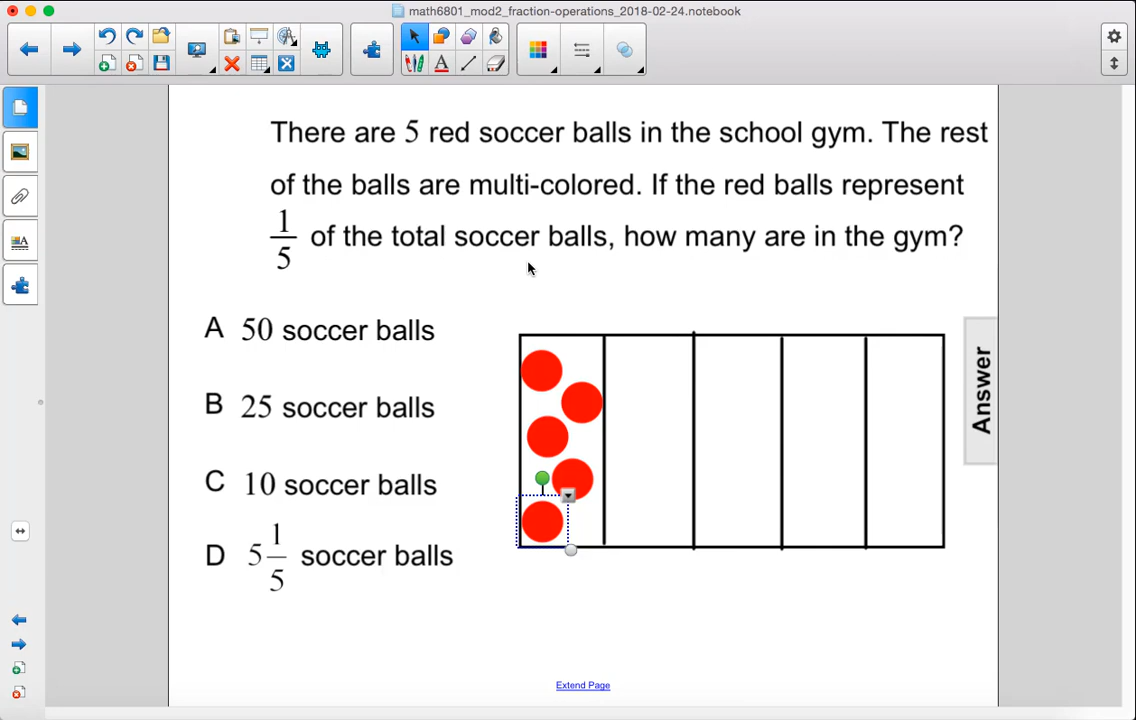 math6801_mod2_fraction-operations_2018-02-24.notebook
There are 5 red soccer balls in the school gym. The rest
of the balls are multi-colored. If the red balls represent
1/5 of the total soccer balls, how many are in the gym?
A 50 soccer balls
B 25 soccer balls
C 10 soccer balls
D 5 1/5 soccer balls
Answer
Extend Page